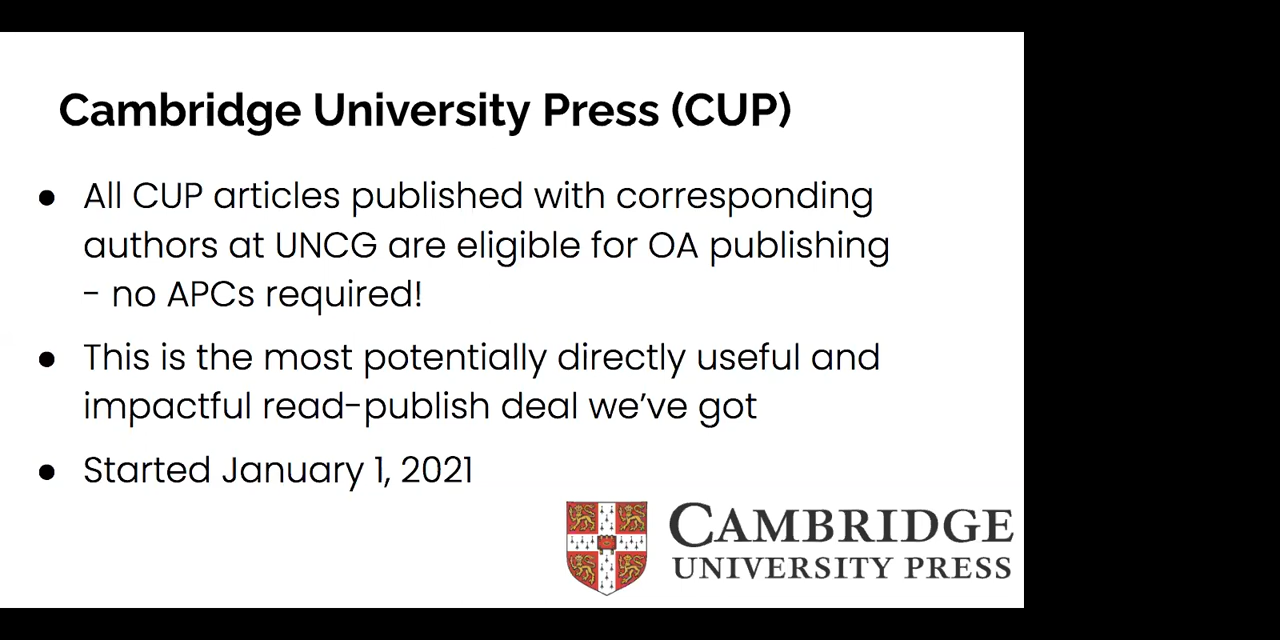 Cambridge University Press (CUP)
● All CUP articles published with corresponding
authors at UNCG are eligible for OA publishing
- no APCs required!
● This is the most potentially directly useful and
impactful read-publish deal we’ve got
● Started January 1, 2021
CAMBRIDGE
UNIVERSITY PRESS